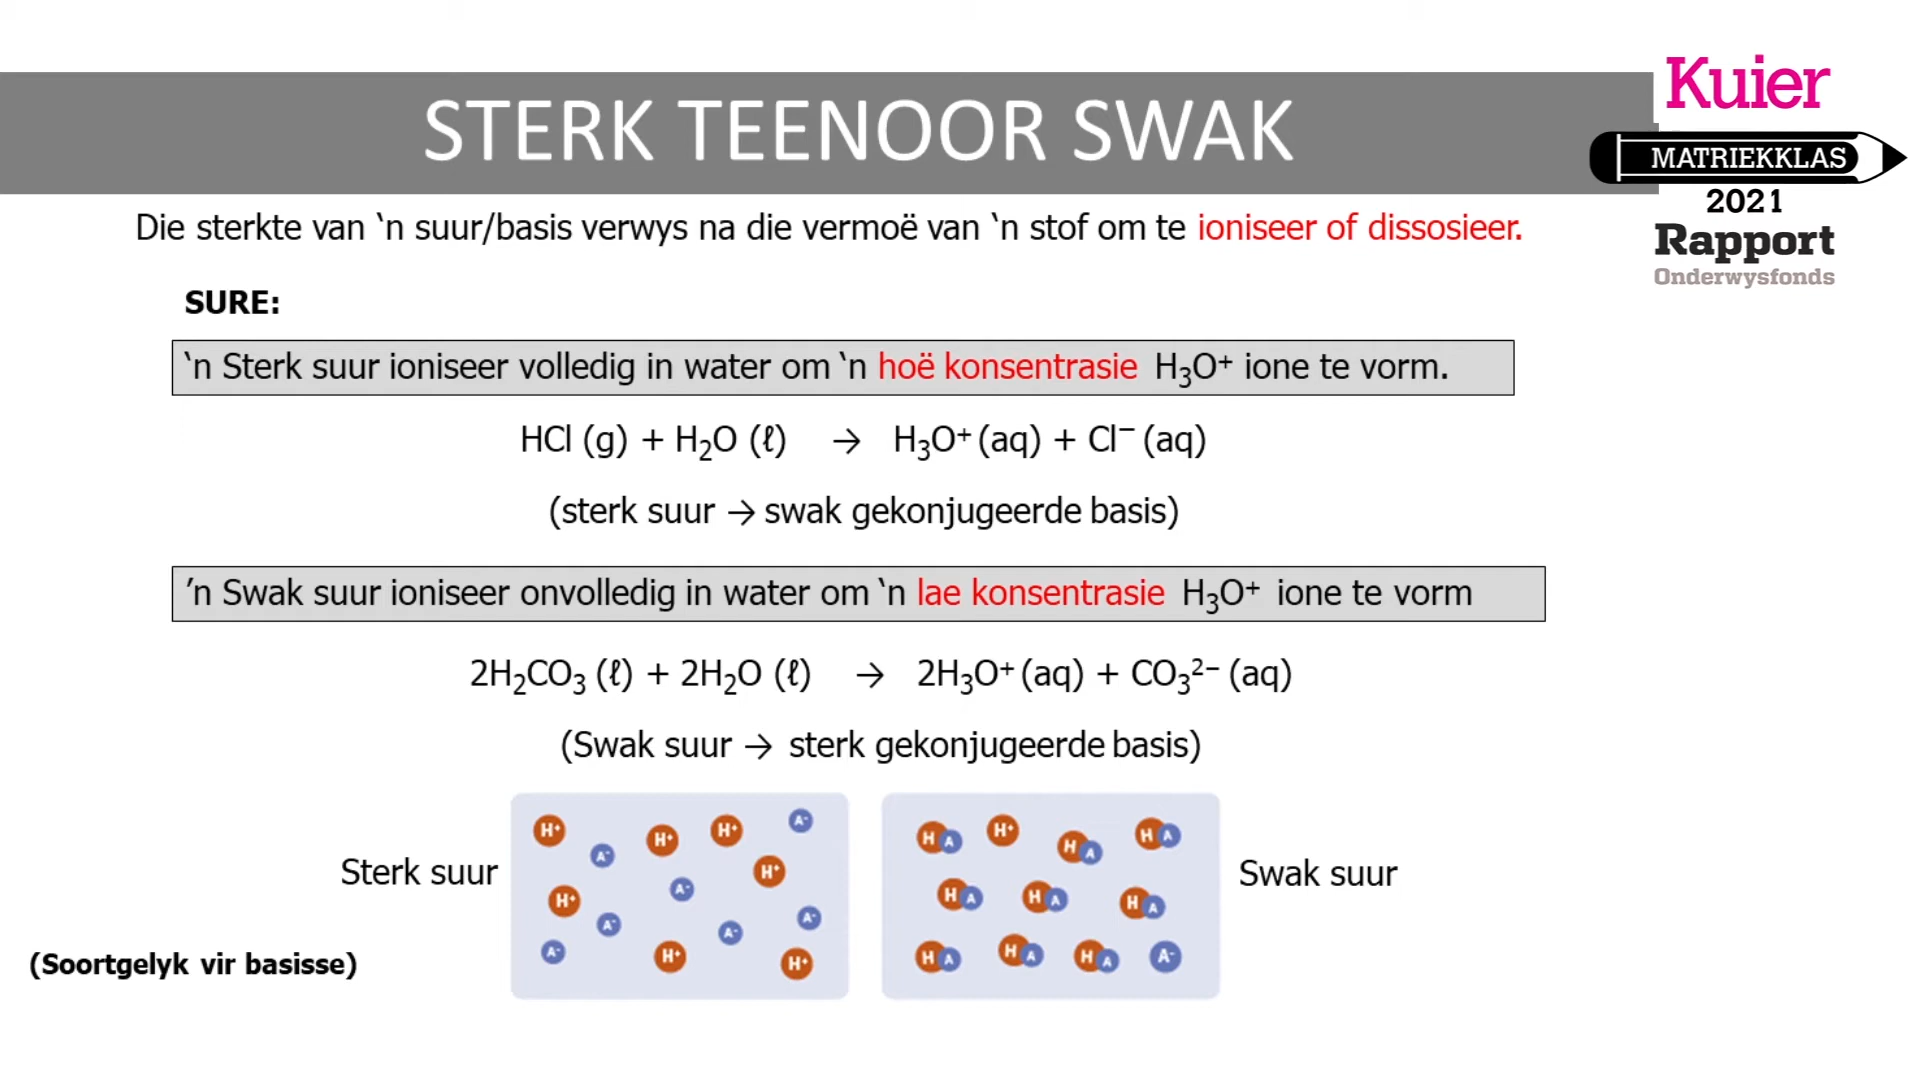 STERK TEENOOR SWAK
Kuier
MATRIEKKLAS
2021
Rapport
Onderwysfonds
Die sterkte van ‘n suur/basis verwys na die vermoë van ‘n stof om te ioniseer of dissosieer.
SURE:
‘n Sterk suur ioniseer volledig in water om ‘n hoë konsentrasie H₃O⁺ ione te vorm.
HCl (g) + H₂O (ℓ) → H₃O⁺ (aq) + Cl⁻ (aq)
(sterk suur → swak gekonjugeerde basis)
’n Swak suur ioniseer onvolledig in water om ‘n lae konsentrasie H₃O⁺ ione te vorm
2H₂CO₃ (ℓ) + 2H₂O (ℓ) → 2H₃O⁺ (aq) + CO₃²⁻ (aq)
(Swak suur → sterk gekonjugeerde basis)
Sterk suur
H⁺ A⁻ H⁺ H⁺ A⁻
H⁺ A⁻ H⁺
A⁻ A⁻ A⁻
A⁻ H⁺ H⁺
H A H⁺ H A H A
H A H A H A
H A H A H A A⁻
Swak suur
(Soortgelyk vir basisse)